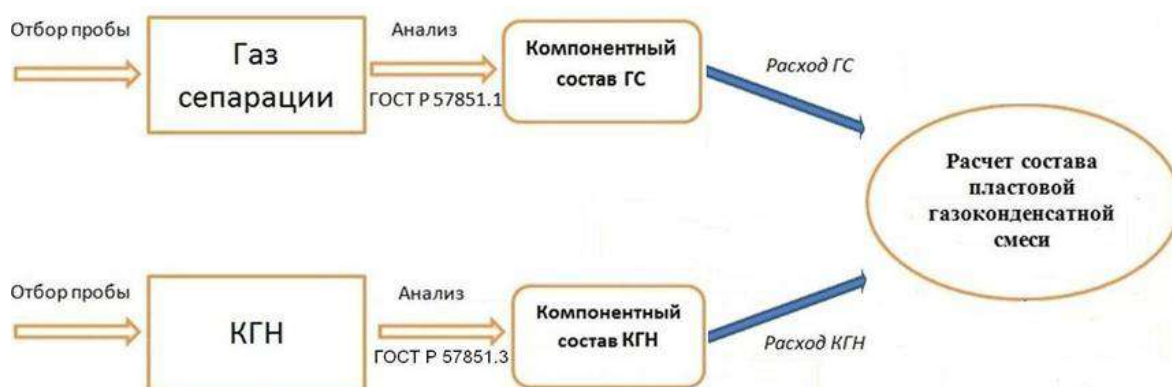 Отбор пробы
Газ
сепарации
Анализ
ГОСТ Р 57851.1
Компонентный
состав ГС
Расход ГС
Расчет состава
пластовой
газоконденсатной
смеси
Отбор пробы
КГН
Анализ
ГОСТ Р 57851.3
Компонентный
состав КГН
Расход КГН